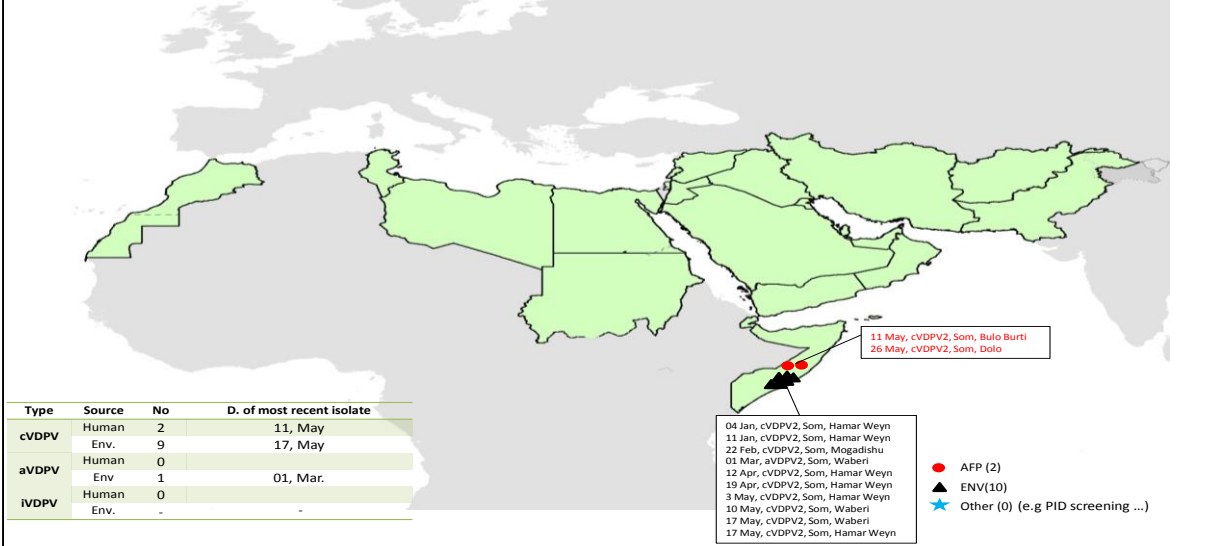 11 May, cVDPV2, Som, Bulo Burti
26 May, cVDPV2, Som, Dolo
Type Source No D. of most recent isolate
cVDPV Human 2 11, May
Env. 9 17, May
aVDPV Human 0
Env 1 01, Mar.
iVDPV Human 0
Env. - -
04 Jan, cVDPV2, Som, Hamar Weyn
11 Jan, cVDPV2, Som, Hamar Weyn
22 Feb, cVDPV2, Som, Mogadishu
01 Mar, aVDPV2, Som, Waberi
12 Apr, cVDPV2, Som, Hamar Weyn
19 Apr, cVDPV2, Som, Hamar Weyn
3 May, cVDPV2, Som, Hamar Weyn
10 May, cVDPV2, Som, Waberi
17 May, cVDPV2, Som, Waberi
17 May, cVDPV2, Som, Hamar Weyn
AFP (2)
ENV(10)
Other (0) (e.g PID screening ...)